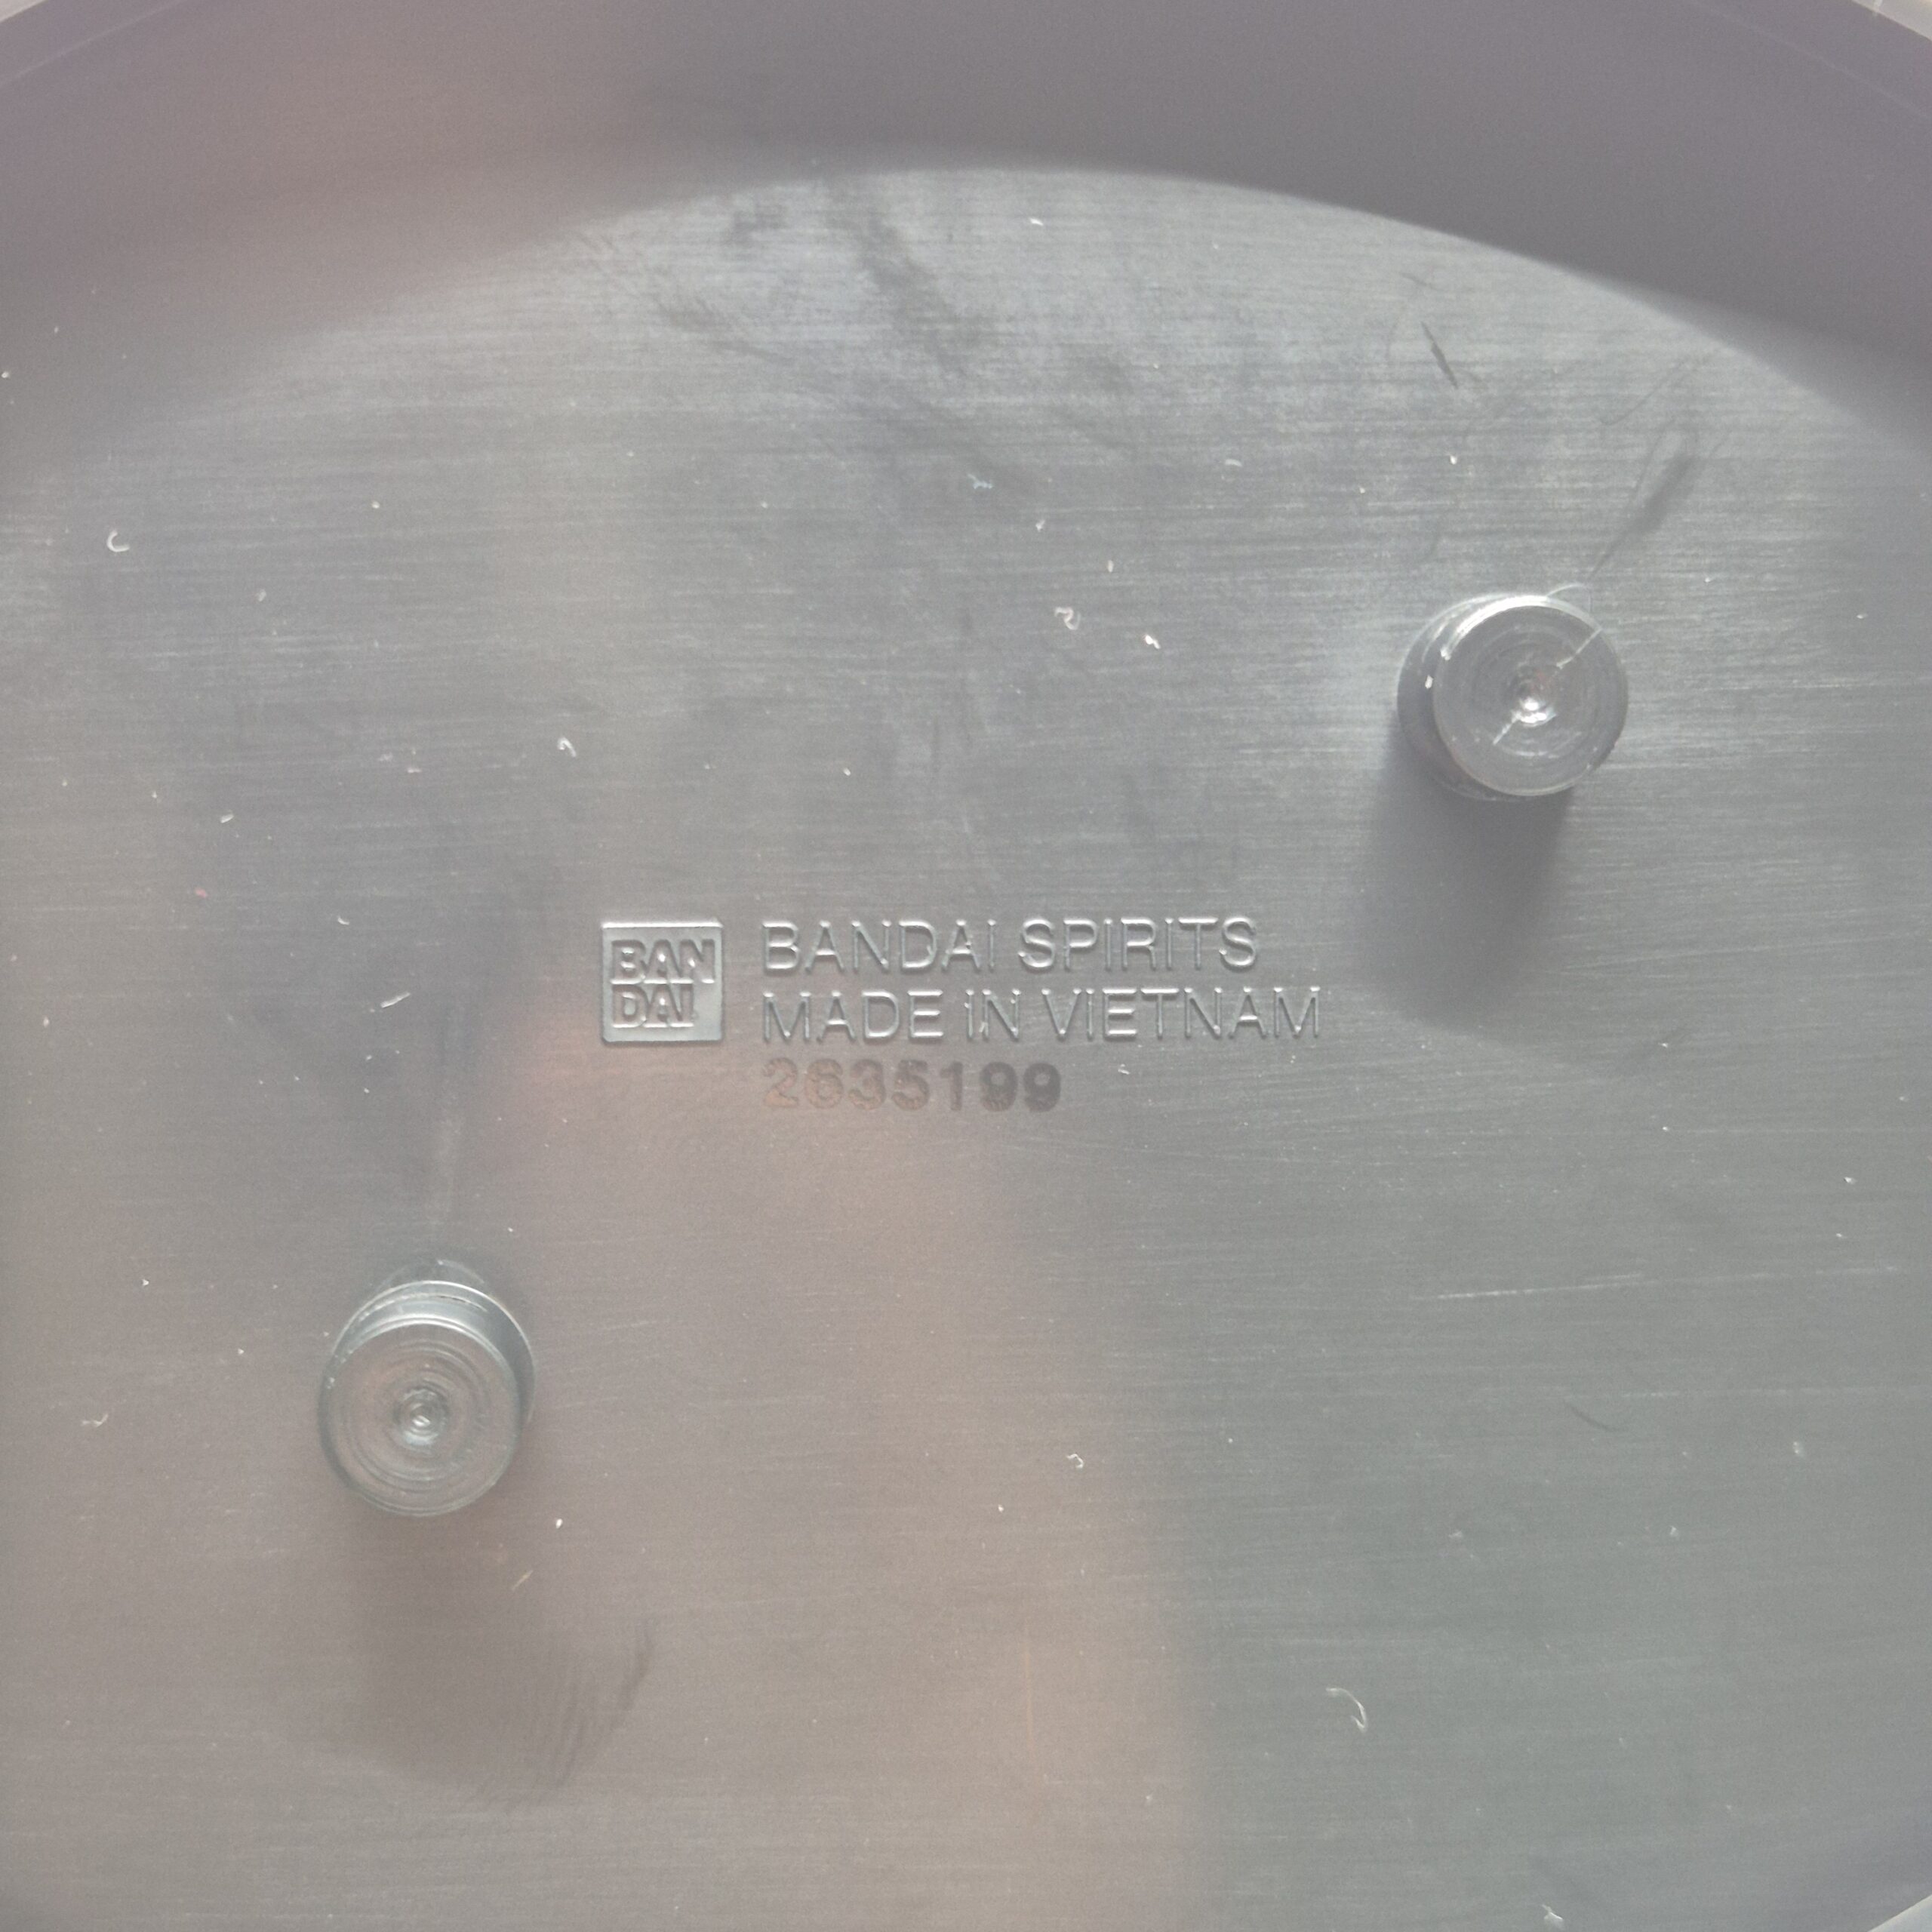 BAN
DAI
BANDAI SPIRITS
MADE IN VIETNAM
2635199